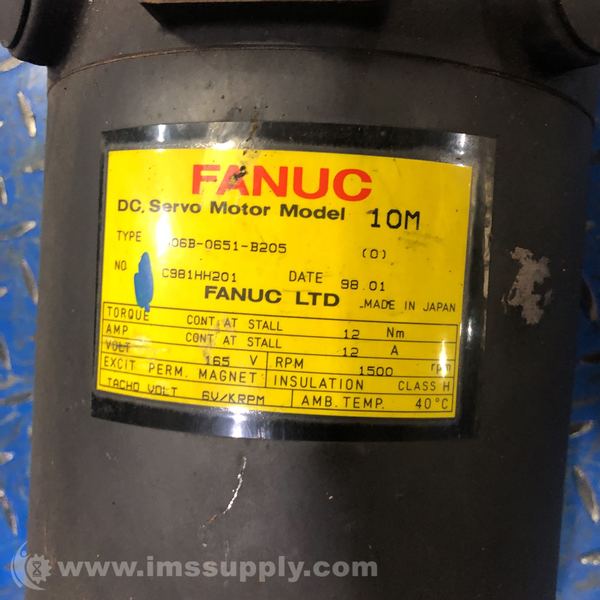 FANUC
DC. Servo Motor Model 10M
TYPE 06B-0651-B205 (0)
NO C981HH201 DATE 98.01
FANUC LTD MADE IN JAPAN
TORQUE CONT. AT STALL 12 Nm
AMP CONT. AT STALL 12 A
VOLT 165 V RPM 1500 rpm
EXCIT PERM. MAGNET INSULATION CLASS H
TACHO VOLT 6V/KRPM AMB. TEMP. 40°C
www.imssupply.com